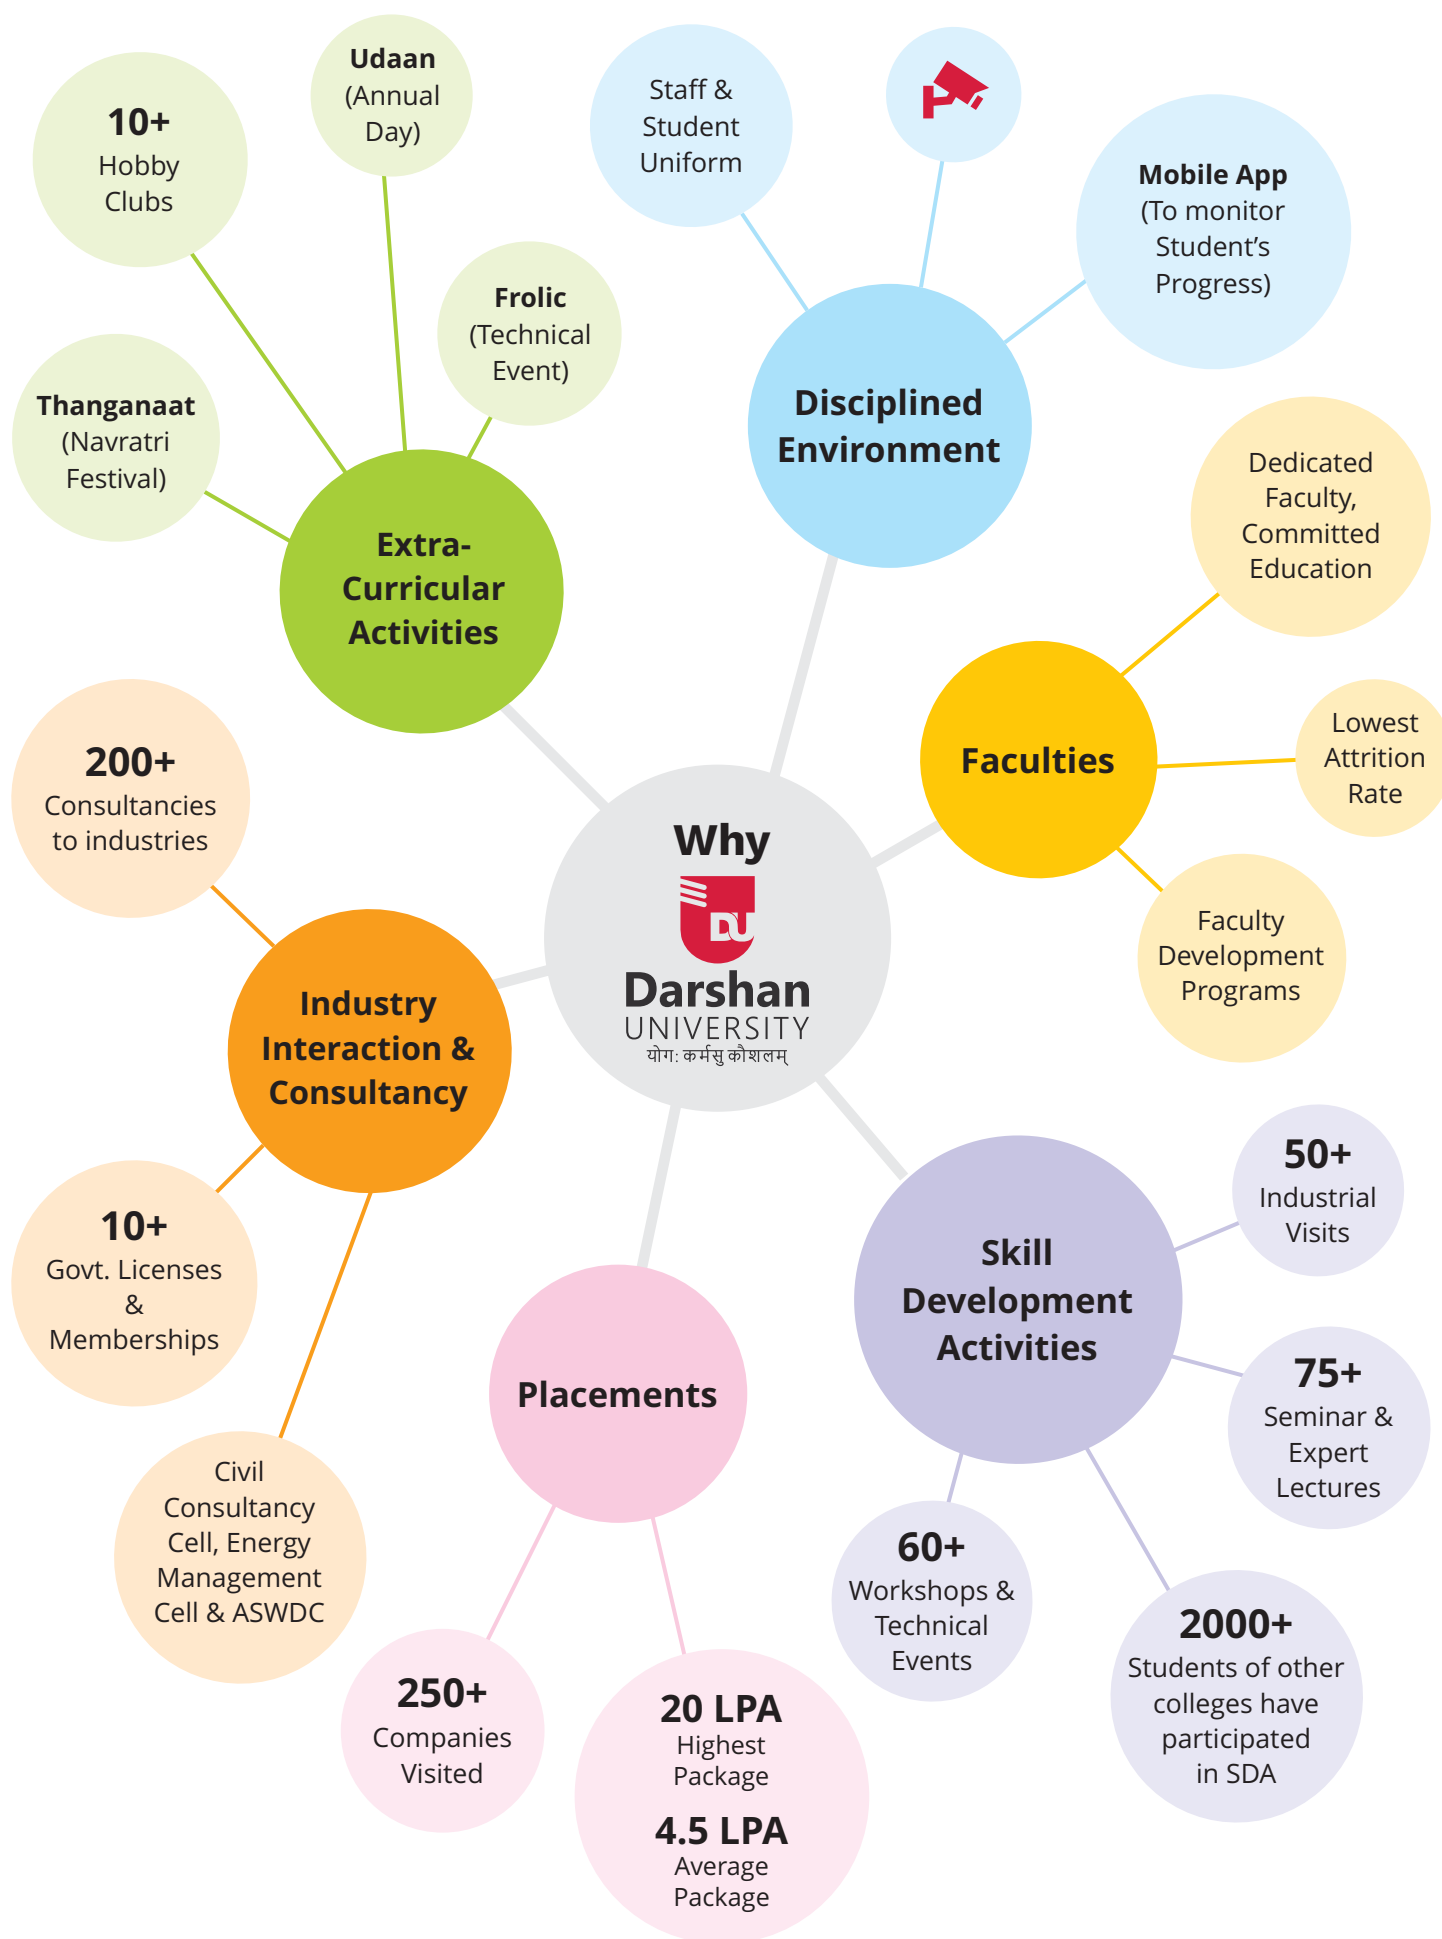 Why
DU
Darshan
UNIVERSITY
योगः कर्मसु कौशलम्
Extra-
Curricular
Activities
10+
Hobby
Clubs
Udaan
(Annual
Day)
Frolic
(Technical
Event)
Thanganaat
(Navratri
Festival)
Disciplined
Environment
Staff &
Student
Uniform
Mobile App
(To monitor
Student’s
Progress)
Faculties
Dedicated
Faculty,
Committed
Education
Lowest
Attrition
Rate
Faculty
Development
Programs
Skill
Development
Activities
50+
Industrial
Visits
75+
Seminar &
Expert
Lectures
2000+
Students of other
colleges have
participated
in SDA
60+
Workshops &
Technical
Events
Placements
20 LPA
Highest
Package
4.5 LPA
Average
Package
250+
Companies
Visited
Industry
Interaction &
Consultancy
200+
Consultancies
to industries
10+
Govt. Licenses
&
Memberships
Civil
Consultancy
Cell, Energy
Management
Cell & ASWDC